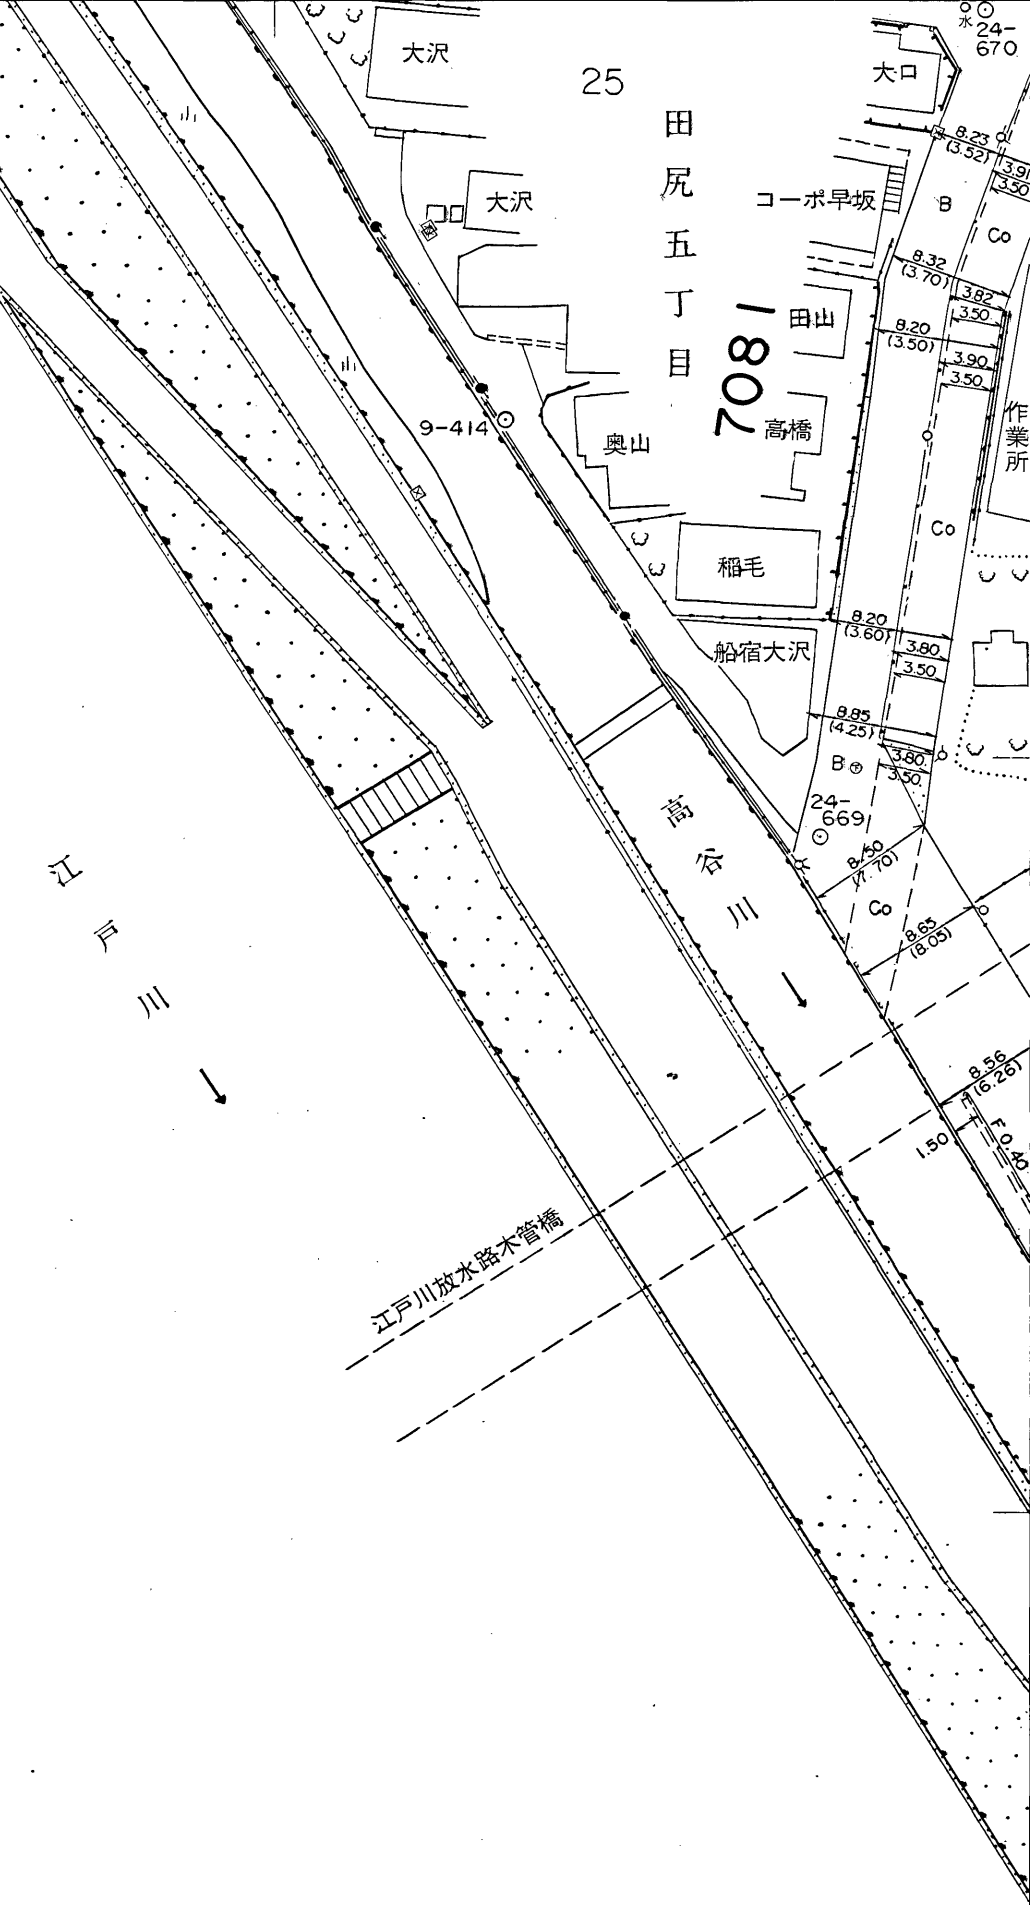 水
24-
670
大沢
25
大口
田尻五丁目
8.23
(3.52)
3.91
3.50
大沢
コーポ早坂
B
Co
8.32
(3.70)
3.82
3.50
田山
7081
8.20
(3.50)
3.90
3.50
9-414
奥山
高橋
作業所
Co
稲毛
8.20
(3.60)
3.80
3.50
船宿大沢
8.85
(4.25)
3.80
3.50
B
24-
669
高谷川
8.50
(7.70)
江戸川
Co
8.65
(8.05)
8.56
(6.26)
1.50
F0.40
江戸川放水路木管橋